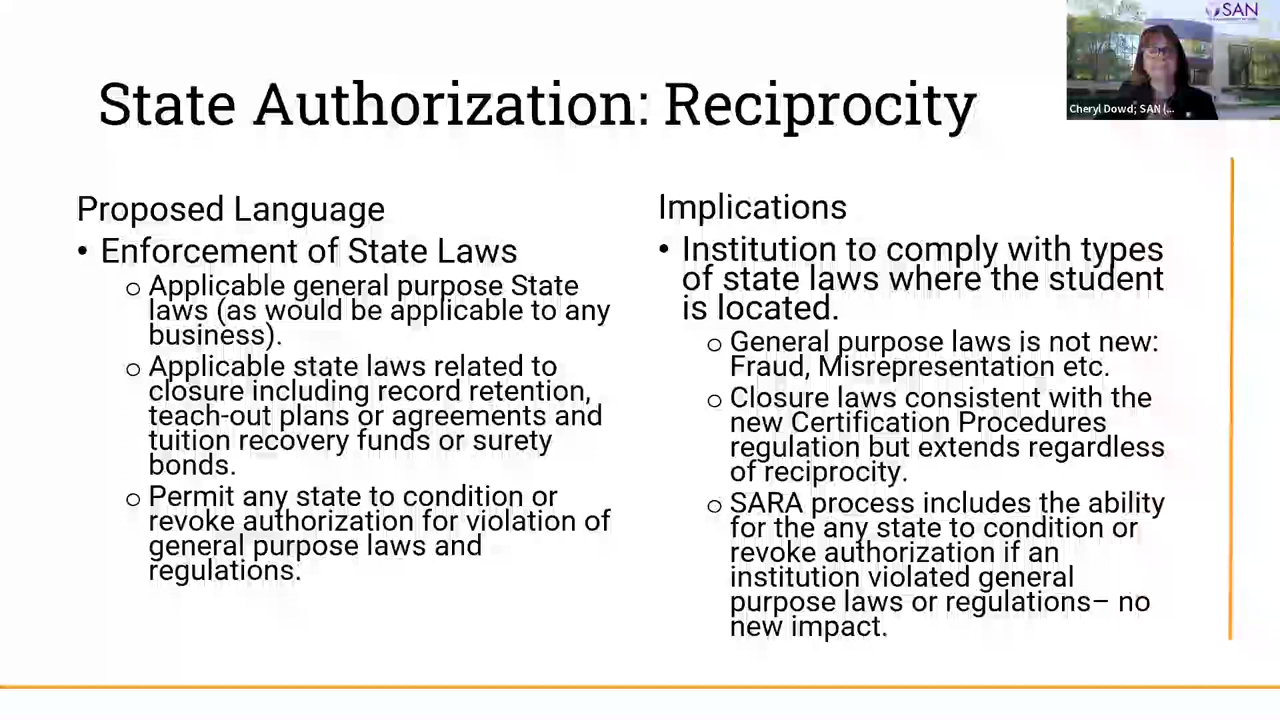 SAN
Cheryl Dowd; SAN (...
State Authorization: Reciprocity
Proposed Language
• Enforcement of State Laws
o Applicable general purpose State
laws (as would be applicable to any
business).
o Applicable state laws related to
closure including record retention,
teach-out plans or agreements and
tuition recovery funds or surety
bonds.
o Permit any state to condition or
revoke authorization for violation of
general purpose laws and
regulations.
Implications
• Institution to comply with types
of state laws where the student
is located.
o General purpose laws is not new:
Fraud, Misrepresentation etc.
o Closure laws consistent with the
new Certification Procedures
regulation but extends regardless
of reciprocity.
o SARA process includes the ability
for the any state to condition or
revoke authorization if an
institution violated general
purpose laws or regulations– no
new impact.